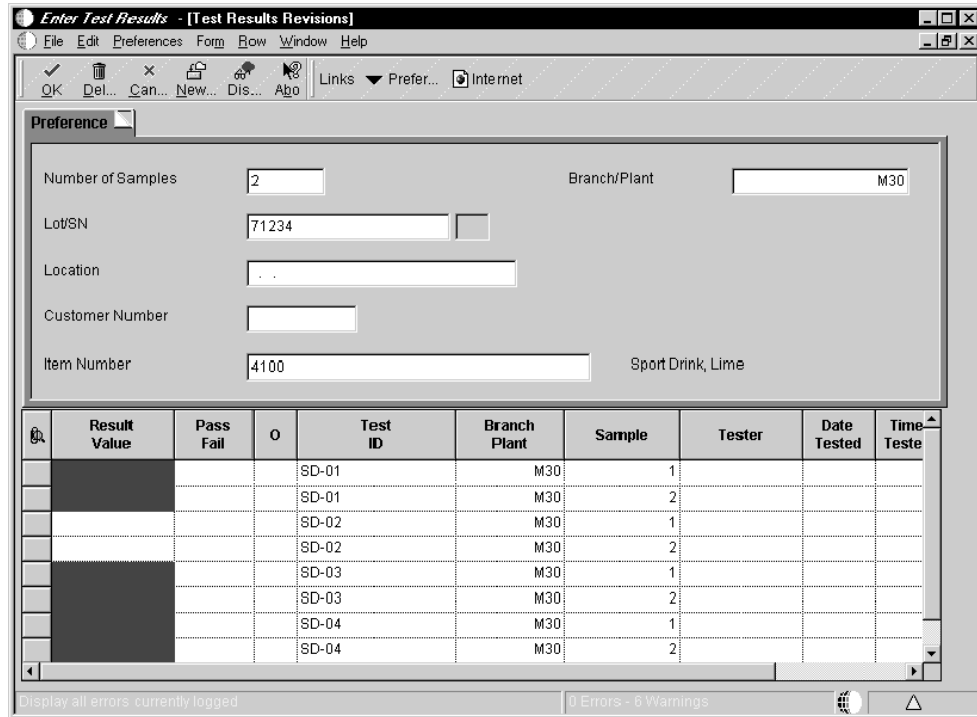 Enter Test Results - [Test Results Revisions]
File Edit Preferences Form Row Window Help
OK Del... Can... New... Dis... Abo Links Prefer... Internet
Preference
Number of Samples 2 Branch/Plant M30
Lot/SN 71234
Location . .
Customer Number
Item Number 4100 Sport Drink, Lime
Result Value Pass Fail O Test ID Branch Plant Sample Tester Date Tested Time Teste
SD-01 M30 1
SD-01 M30 2
SD-02 M30 1
SD-02 M30 2
SD-03 M30 1
SD-03 M30 2
SD-04 M30 1
SD-04 M30 2
Display all errors currently logged 0 Errors - 6 Warnings